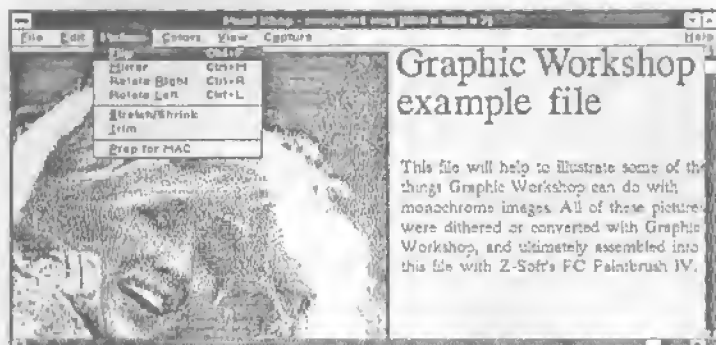 File Edit Colors View Capture Help
Flip Ctrl+F
Mirror Ctrl+M
Rotate Right Ctrl+R
Rotate Left Ctrl+L
Stretch/Shrink
Trim
Prep for MAC
Graphic Workshop
example file
This file will help to illustrate some of the
things Graphic Workshop can do with
monochrome images. All of these picture
were dithered or converted with Graphic
Workshop, and ultimately assembled into
this file with Z-Soft's PC Paintbrush IV.